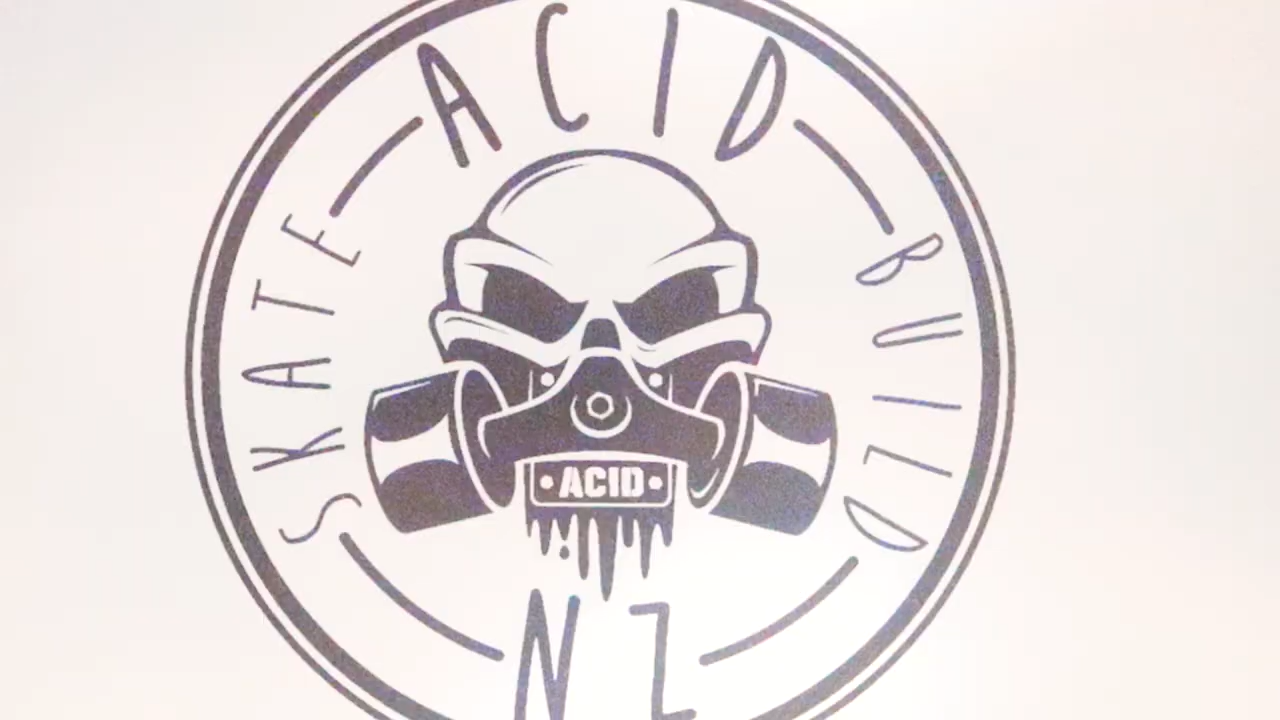 ACID
SKATE
BUILD
• ACID •
NZ